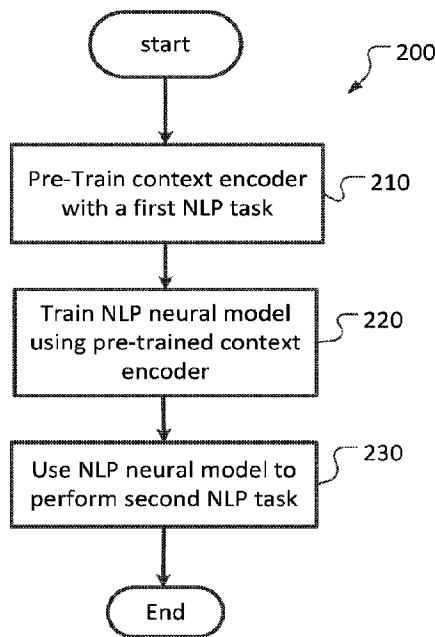 start
200
Pre-Train context encoder
with a first NLP task
210
Train NLP neural model
using pre-trained context
encoder
220
Use NLP neural model to
perform second NLP task
230
End